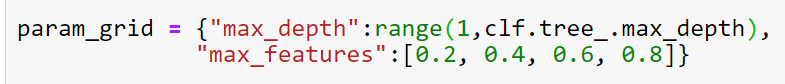 param_grid = {"max_depth":range(1,clf.tree_.max_depth),
"max_features":[0.2, 0.4, 0.6, 0.8]}